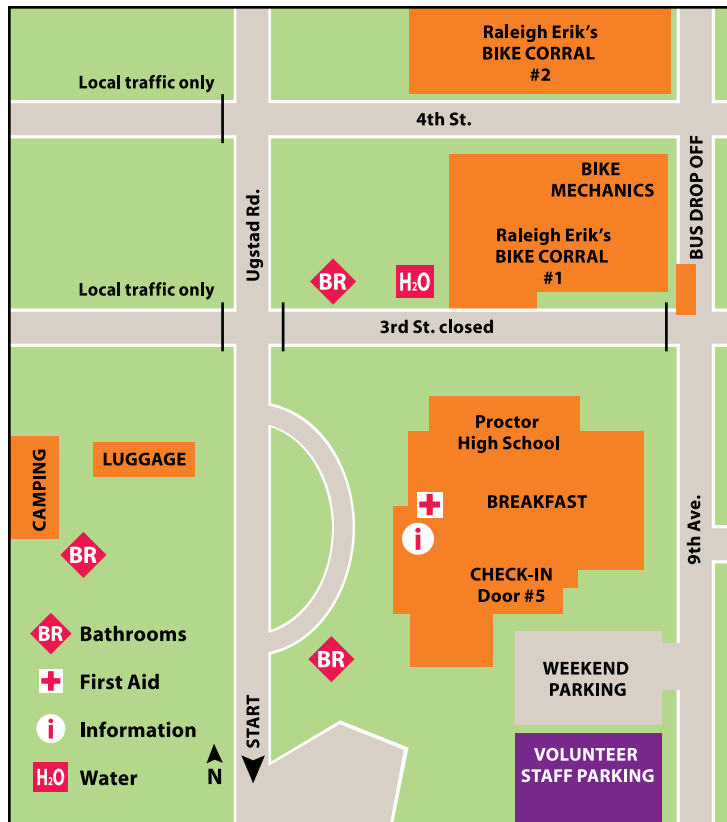 Raleigh Erik's
BIKE CORRAL
#2
Local traffic only
4th St.
BUS DROP OFF
BIKE
MECHANICS
Ugstad Rd.
Raleigh Erik's
BIKE CORRAL
#1
BR
H2O
Local traffic only
3rd St. closed
Proctor
High School
LUGGAGE
CAMPING
BREAKFAST
i
9th Ave.
BR
CHECK-IN
Door #5
BR Bathrooms
BR
First Aid
WEEKEND
PARKING
i Information
START
N
H2O Water
VOLUNTEER
STAFF PARKING